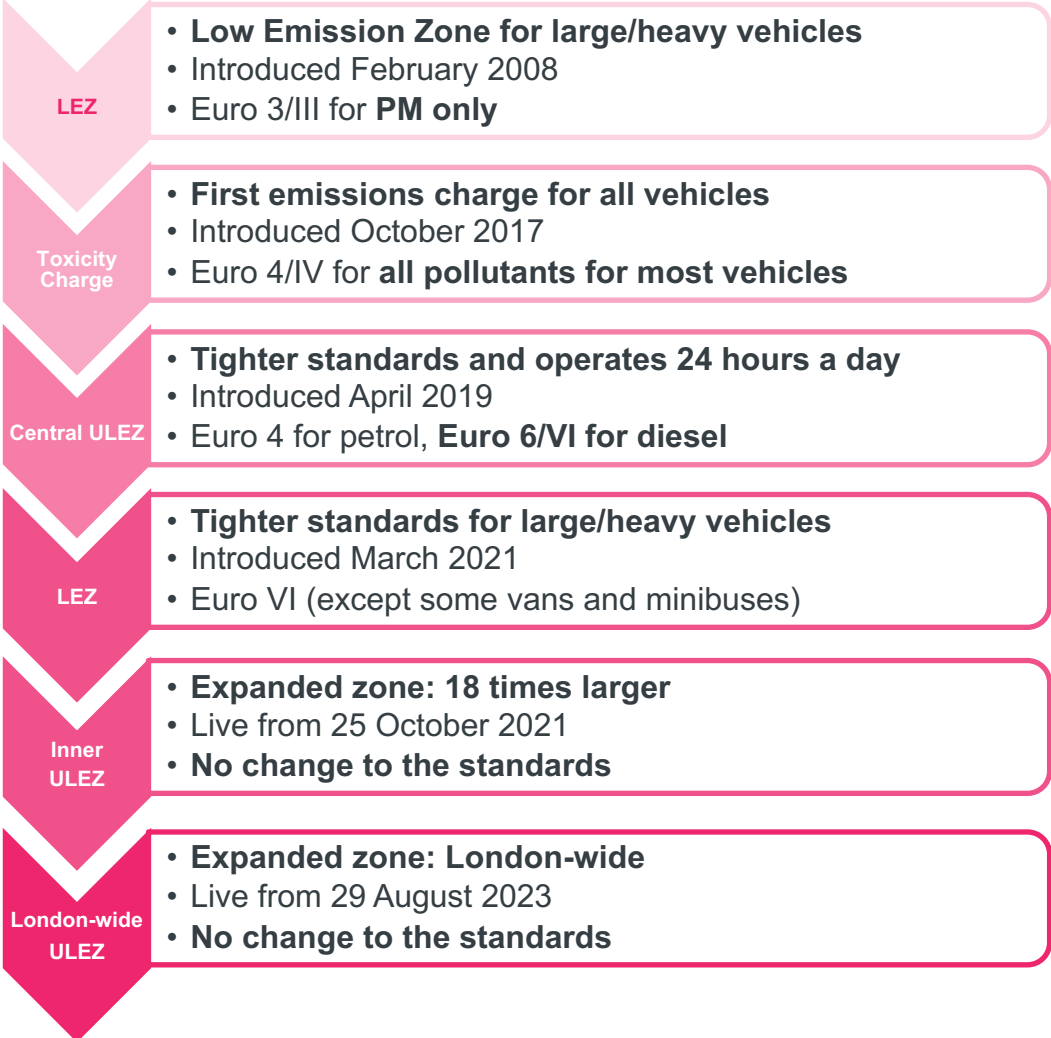 LEZ
• Low Emission Zone for large/heavy vehicles
• Introduced February 2008
• Euro 3/III for PM only
Toxicity
Charge
• First emissions charge for all vehicles
• Introduced October 2017
• Euro 4/IV for all pollutants for most vehicles
Central ULEZ
• Tighter standards and operates 24 hours a day
• Introduced April 2019
• Euro 4 for petrol, Euro 6/VI for diesel
LEZ
• Tighter standards for large/heavy vehicles
• Introduced March 2021
• Euro VI (except some vans and minibuses)
Inner
ULEZ
• Expanded zone: 18 times larger
• Live from 25 October 2021
• No change to the standards
London-wide
ULEZ
• Expanded zone: London-wide
• Live from 29 August 2023
• No change to the standards